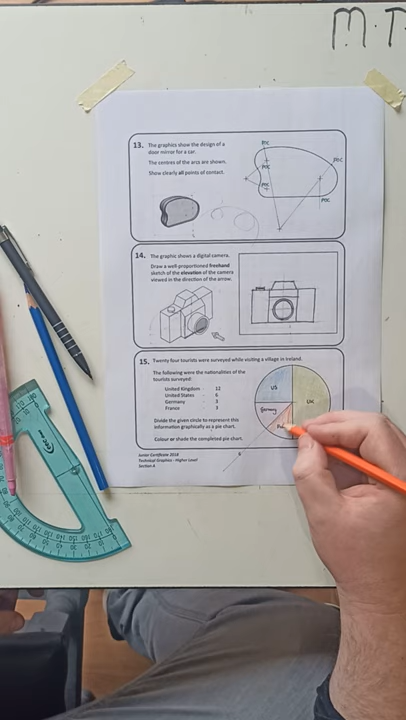 M.T
13. The graphics show the design of a
door mirror for a car.
The centres of the arcs are shown.
Show clearly all points of contact.
POC
POC
POC
POC
POC
14. The graphic shows a digital camera.
Draw a well-proportioned freehand
sketch of the elevation of the camera
viewed in the direction of the arrow.
15. Twenty four tourists were surveyed while visiting a village in Ireland.
The following were the nationalities of the
tourists surveyed:
United Kingdom - 12
United States - 6
Germany - 3
France - 3
Divide the given circle to represent this
information graphically as a pie chart.
Colour or shade the completed pie chart.
US
UK
Germany
Junior Certificate 2018
Technical Graphics - Higher Level
Section A
6